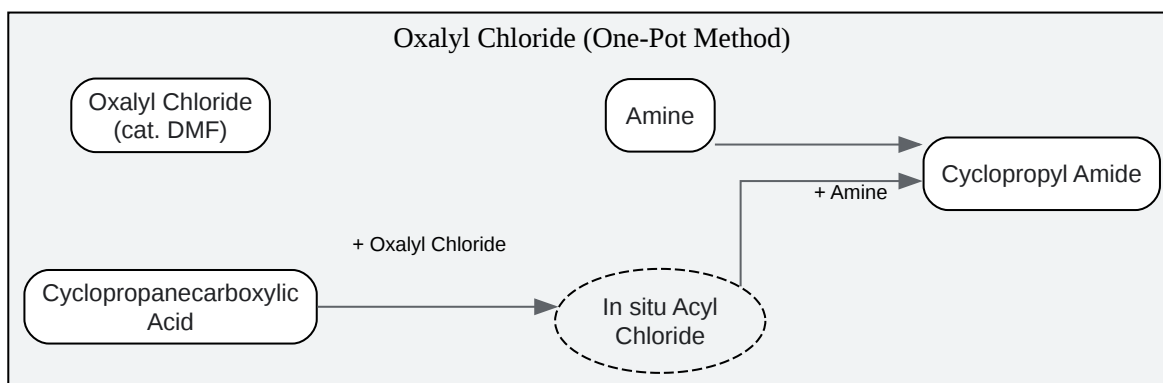 Oxalyl Chloride (One-Pot Method)
Oxalyl Chloride
(cat. DMF)
Amine
Cyclopropyl Amide
+ Amine
+ Oxalyl Chloride
Cyclopropanecarboxylic
Acid
In situ Acyl
Chloride